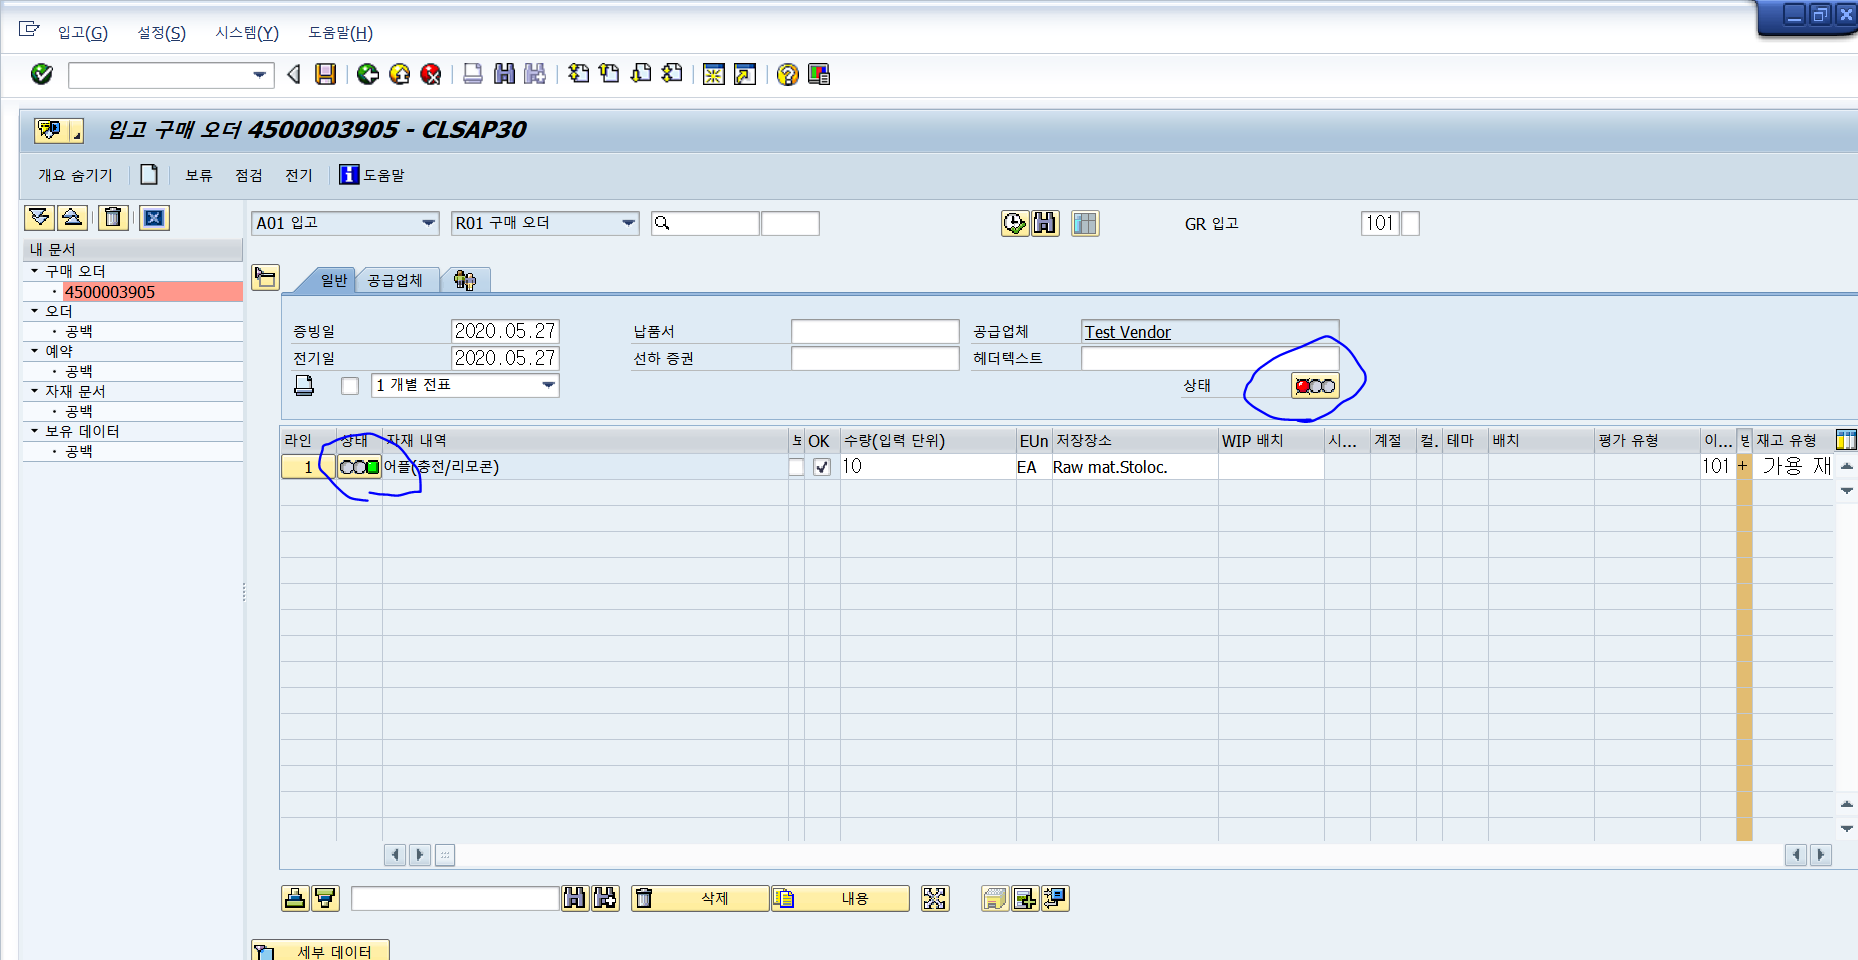 입고(G) 설정(S) 시스템(Y) 도움말(H)
입고 구매 오더 4500003905 - CLSAP30
개요 숨기기 보류 점검 전기 도움말
A01 입고 R01 구매 오더 GR 입고 101
내 문서
구매 오더
4500003905
오더
공백
예약
공백
자재 문서
공백
보유 데이터
공백
일반 공급업체
증빙일 2020.05.27 납품서 공급업체 Test Vendor
전기일 2020.05.27 선하 증권 헤더텍스트
1 개별 전표 상태
라인 상태 자재 내역 OK 수량(입력 단위) EUn 저장장소 WIP 배치 시... 계절 컬. 테마 배치 평가 유형 이... 재고 유형
1 어플(충전/리모콘) 10 EA Raw mat.Stoloc. 101 + 가용 재
삭제 내용
세부 데이터